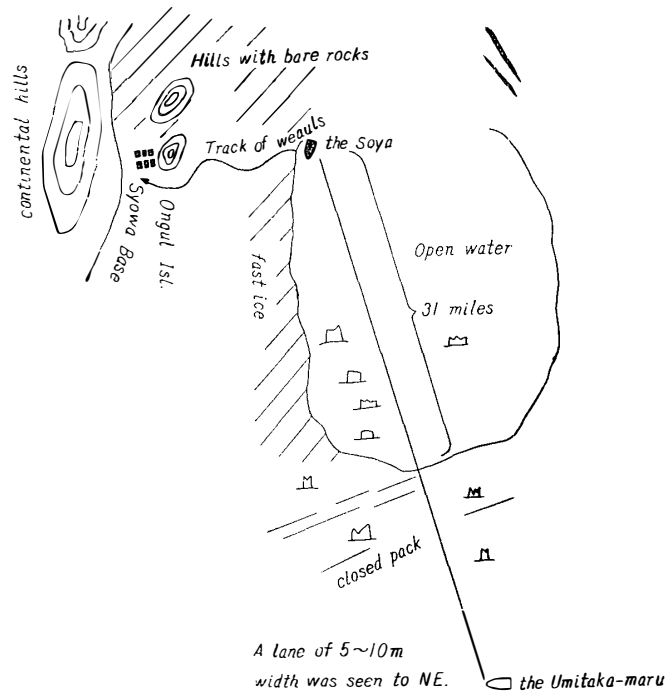 Hills with bare rocks
continental hills
Track of weauls
the Soya
Syowa Base
Ongul Isl.
fast ice
Open water
31 miles
closed pack
A lane of 5~10m
width was seen to NE.
the Umitaka-maru